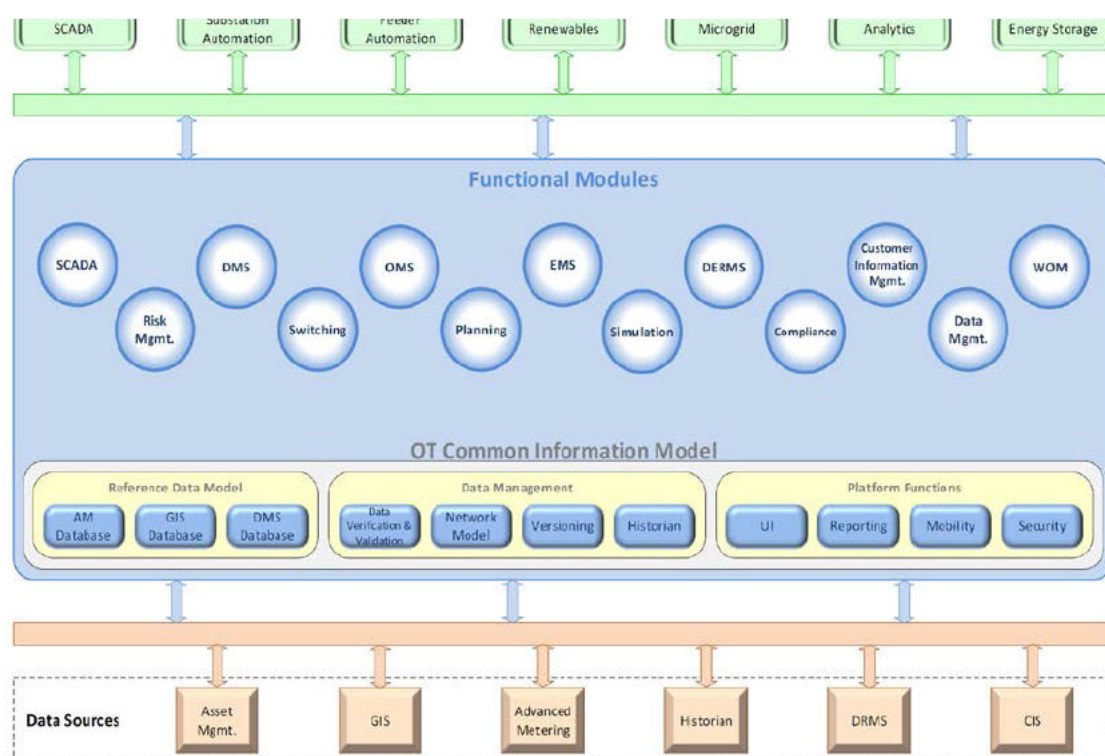 SCADA
Substation
Automation
Feeder
Automation
Renewables
Microgrid
Analytics
Energy Storage
Functional Modules
SCADA
DMS
OMS
EMS
DERMS
Customer
Information
Mgmt.
WOM
Risk
Mgmt.
Switching
Planning
Simulation
Compliance
Data
Mgmt.
OT Common Information Model
Reference Data Model
Data Management
Platform Functions
AM
Database
GIS
Database
DMS
Database
Data
Verification &
Validation
Network
Model
Versioning
Historian
UI
Reporting
Mobility
Security
Data Sources
Asset
Mgmt.
GIS
Advanced
Metering
Historian
DRMS
CIS